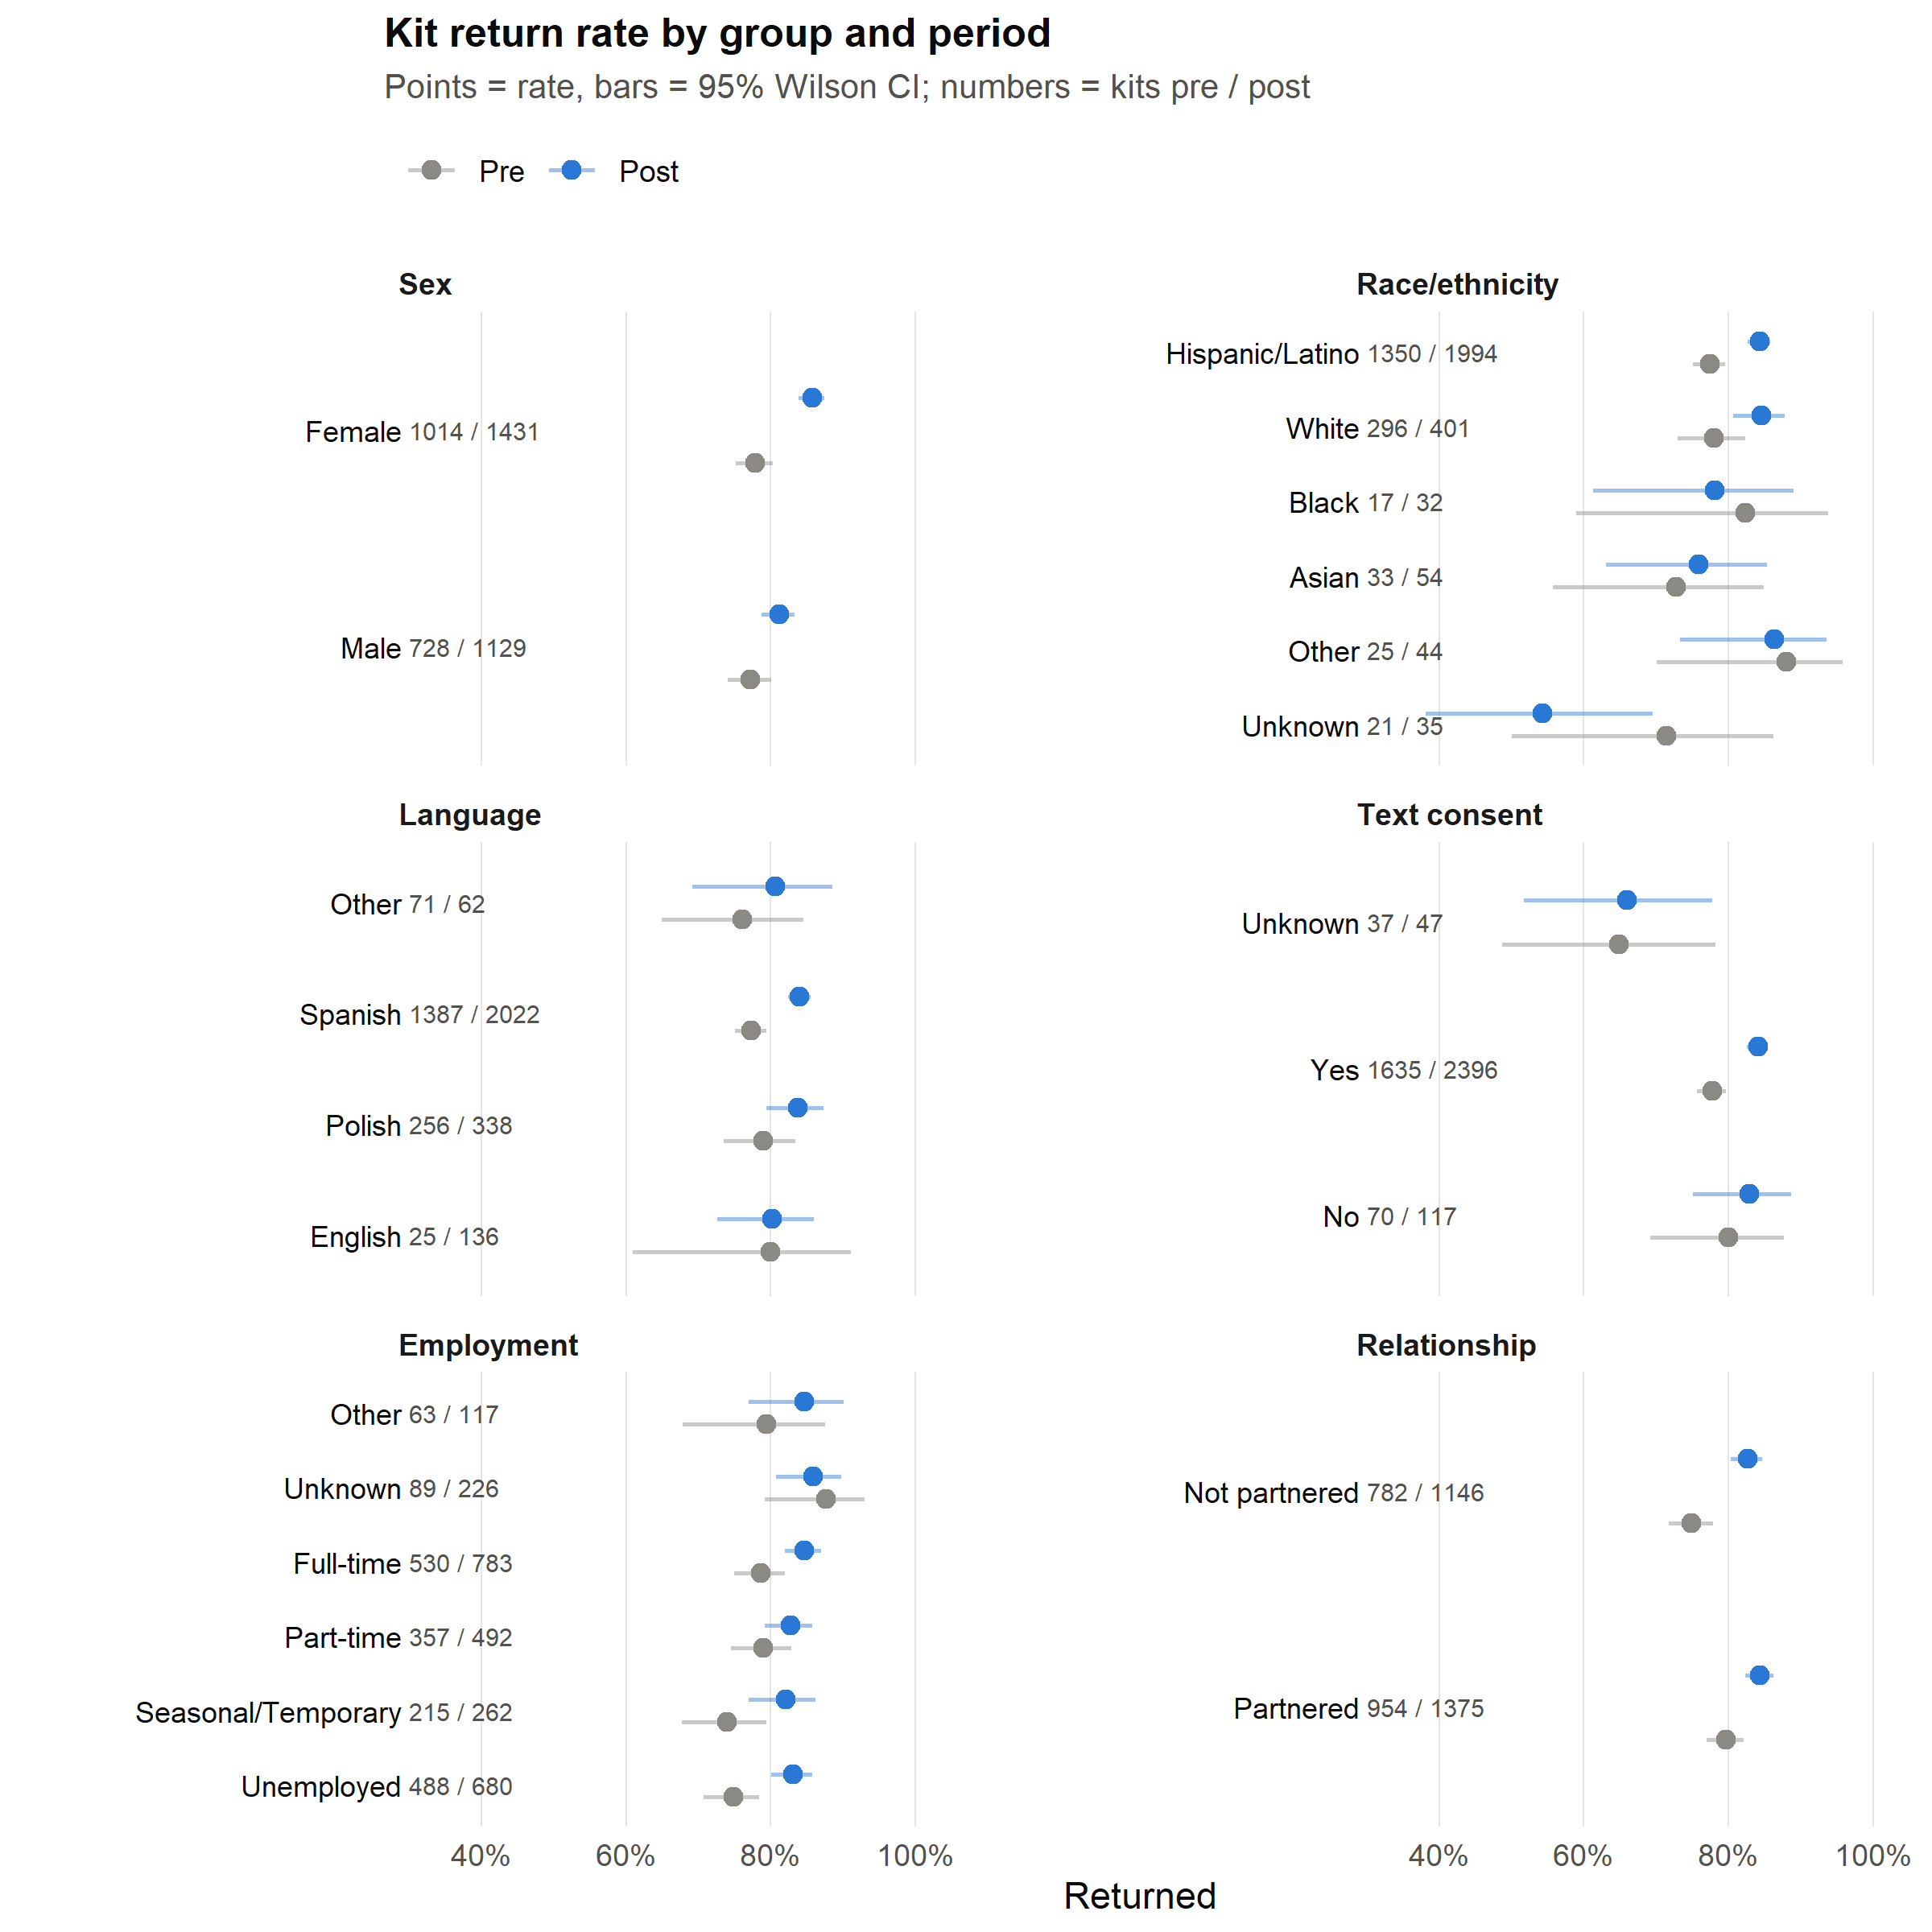 Kit return rate by group and period
Points = rate, bars = 95% Wilson CI; numbers = kits pre / post
Pre Post
Sex
Female 1014 / 1431
Male 728 / 1129
Race/ethnicity
Hispanic/Latino 1350 / 1994
White 296 / 401
Black 17 / 32
Asian 33 / 54
Other 25 / 44
Unknown 21 / 35
Language
Other 71 / 62
Spanish 1387 / 2022
Polish 256 / 338
English 25 / 136
Text consent
Unknown 37 / 47
Yes 1635 / 2396
No 70 / 117
Employment
Other 63 / 117
Unknown 89 / 226
Full-time 530 / 783
Part-time 357 / 492
Seasonal/Temporary 215 / 262
Unemployed 488 / 680
40% 60% 80% 100%
Relationship
Not partnered 782 / 1146
Partnered 954 / 1375
40% 60% 80% 100%
Returned